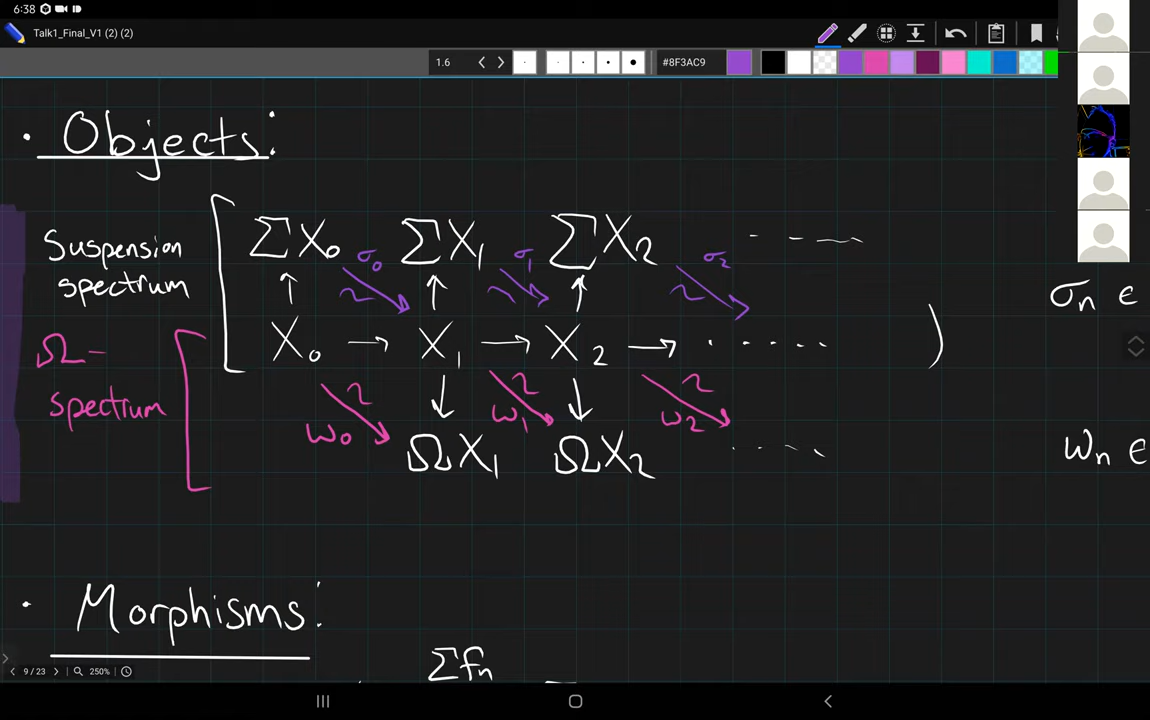 6:38
Talk1_Final_V1 (2) (2)
1.6
#8F3AC9
• Objects:
Suspension
spectrum
ΣX₀ ΣX₁ ΣX₂ ·····
↑ σ₀ ~ ↑ σ₁ ~ ↑ σ₂ ~
X₀ → X₁ → X₂ → ·····
Ω-
spectrum
~ ω₀ ↓ ~ ω₁ ↓ ~ ω₂
ΩX₁ ΩX₂ ····
)
σₙ ∈
ωₙ ∈
• Morphisms:
Σfₙ
9/23
250%